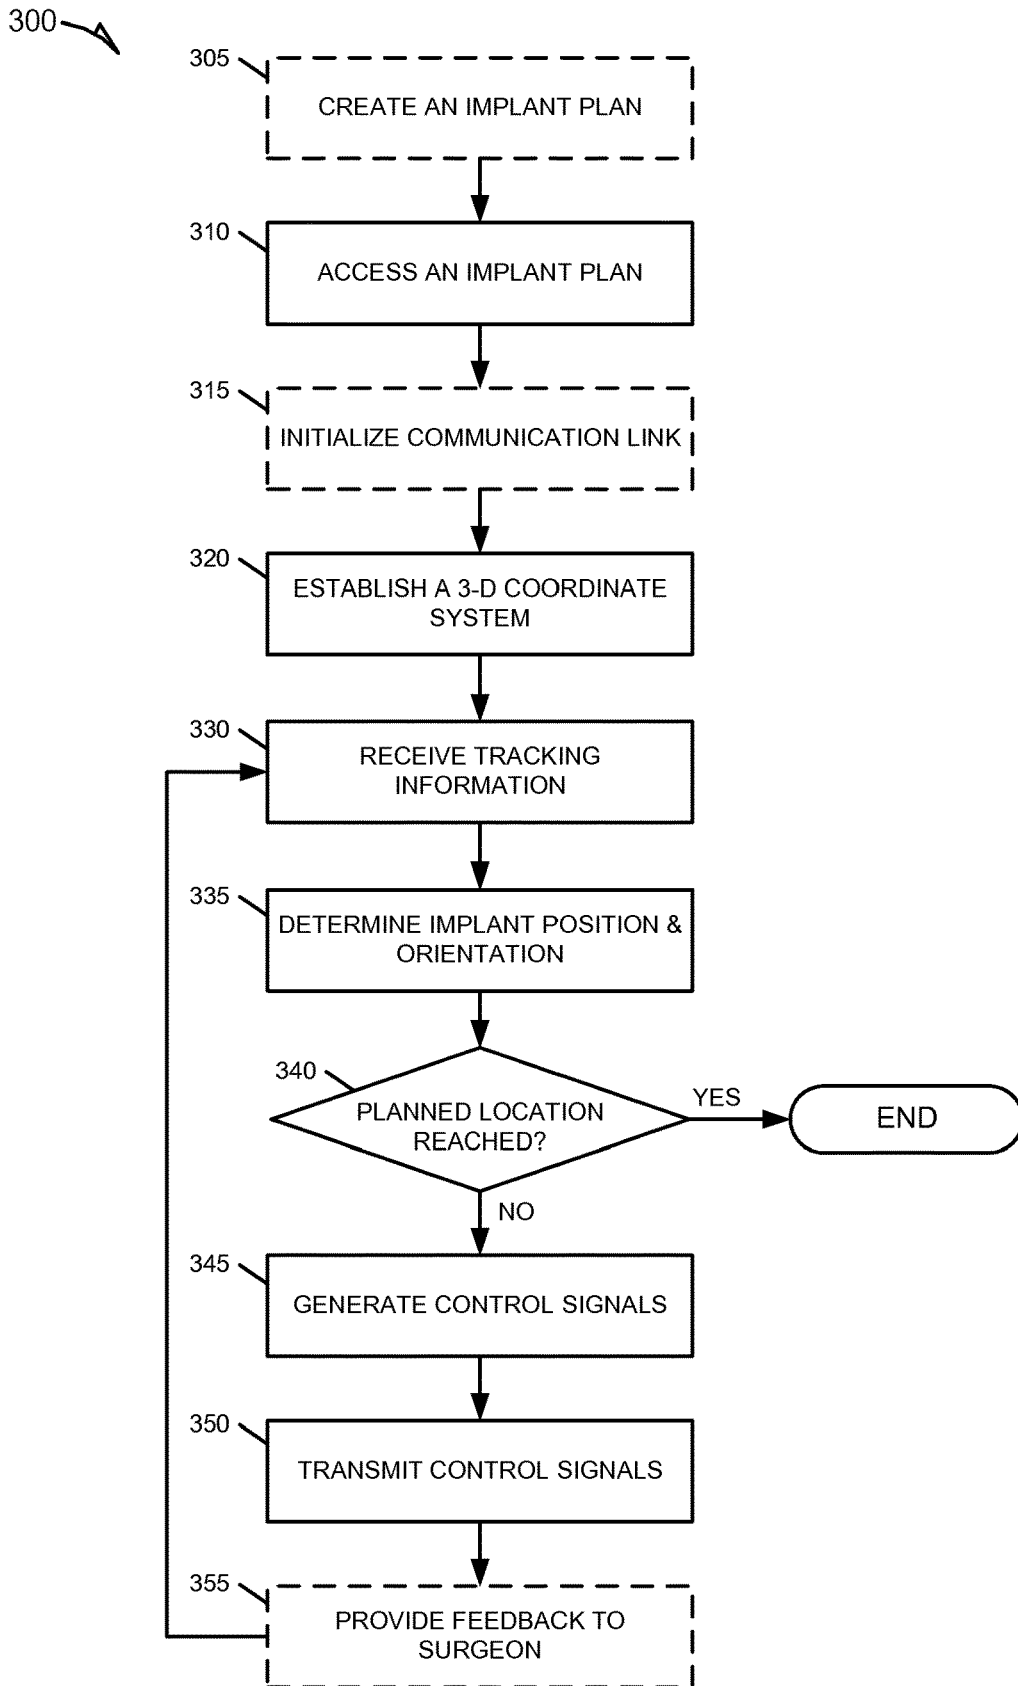 300
305
CREATE AN IMPLANT PLAN
310
ACCESS AN IMPLANT PLAN
315
INITIALIZE COMMUNICATION LINK
320
ESTABLISH A 3-D COORDINATE
SYSTEM
330
RECEIVE TRACKING
INFORMATION
335
DETERMINE IMPLANT POSITION &
ORIENTATION
340
PLANNED LOCATION
REACHED?
YES
END
NO
345
GENERATE CONTROL SIGNALS
350
TRANSMIT CONTROL SIGNALS
355
PROVIDE FEEDBACK TO
SURGEON